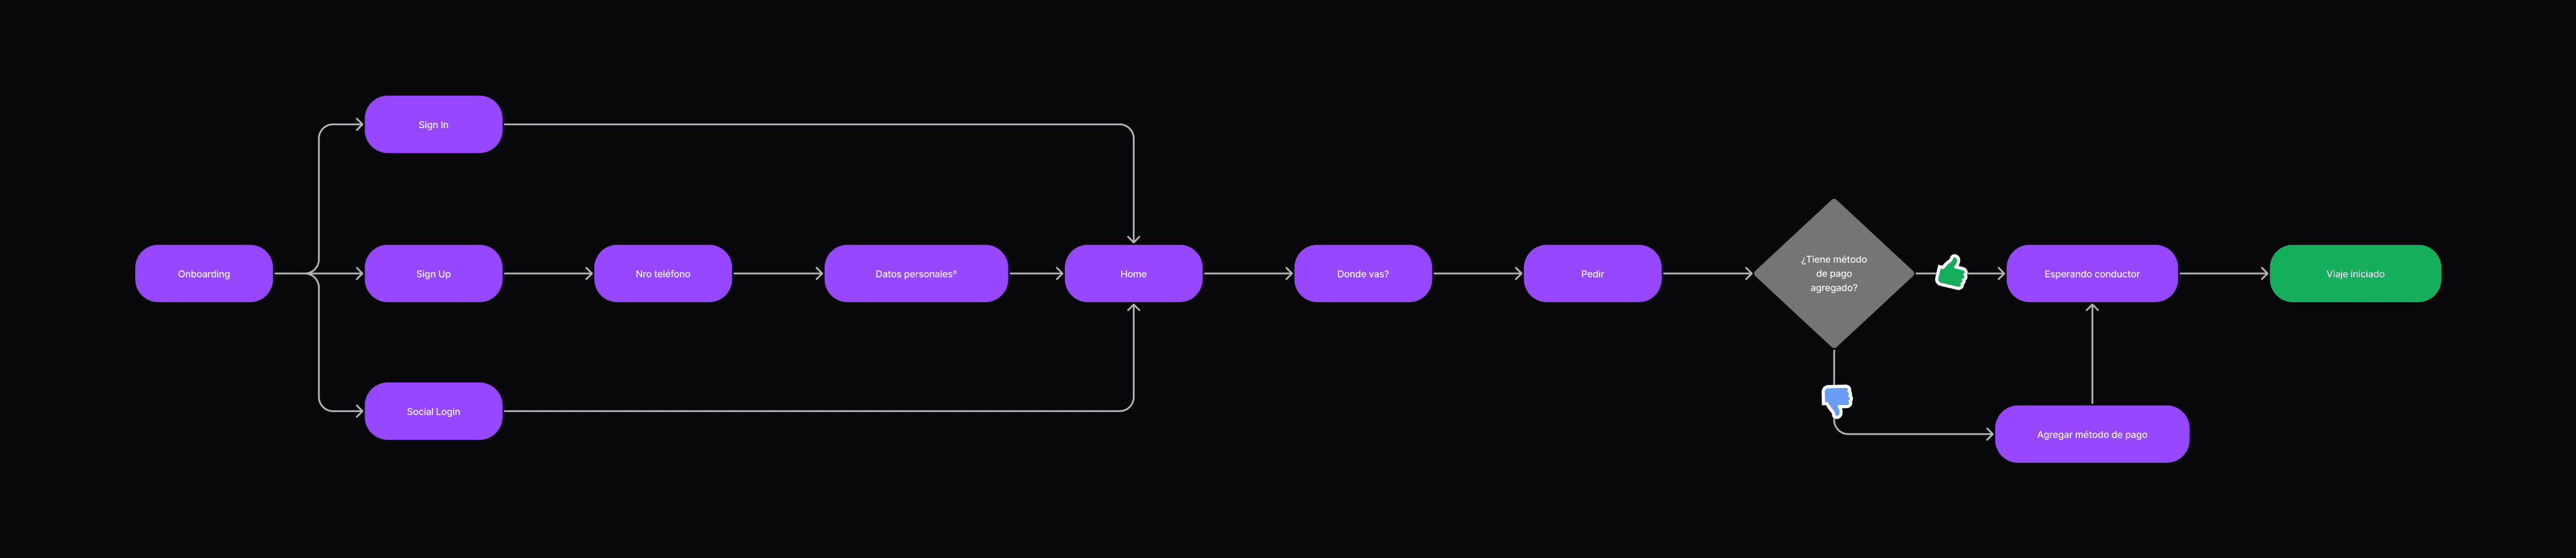 Onboarding
Sign In
Sign Up
Social Login
Nro teléfono
Datos personalesº
Home
Donde vas?
Pedir
¿Tiene método
de pago
agregado?
Esperando conductor
Agregar método de pago
Viaje iniciado